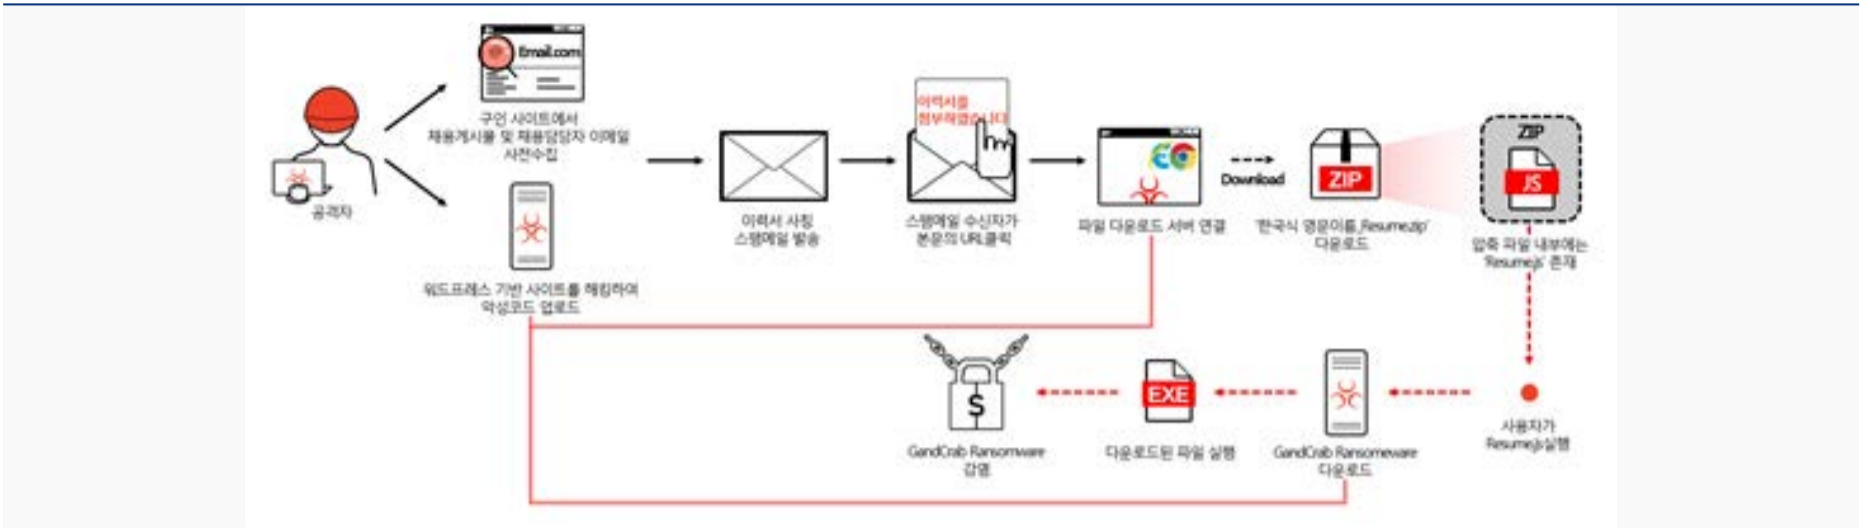 Email.com
구인 사이트에서
채용게시물 및 채용담당자 이메일
사전수집
공격자
워드프레스 기반 사이트를 해킹하여
악성코드 업로드
이력서 사칭
스팸메일 발송
이력서를
첨부하였습니다
스팸메일 수신자가
본문의 URL클릭
파일 다운로드 서버 연결
Download
ZIP
'한국식 영문이름_Resume.zip'
다운로드
ZIP
JS
압축 파일 내부에는
'Resume.js' 존재
사용자가
Resume.js실행
GandCrab Ransomeware
다운로드
EXE
다운로드된 파일 실행
S
GandCrab Ransomware
감염